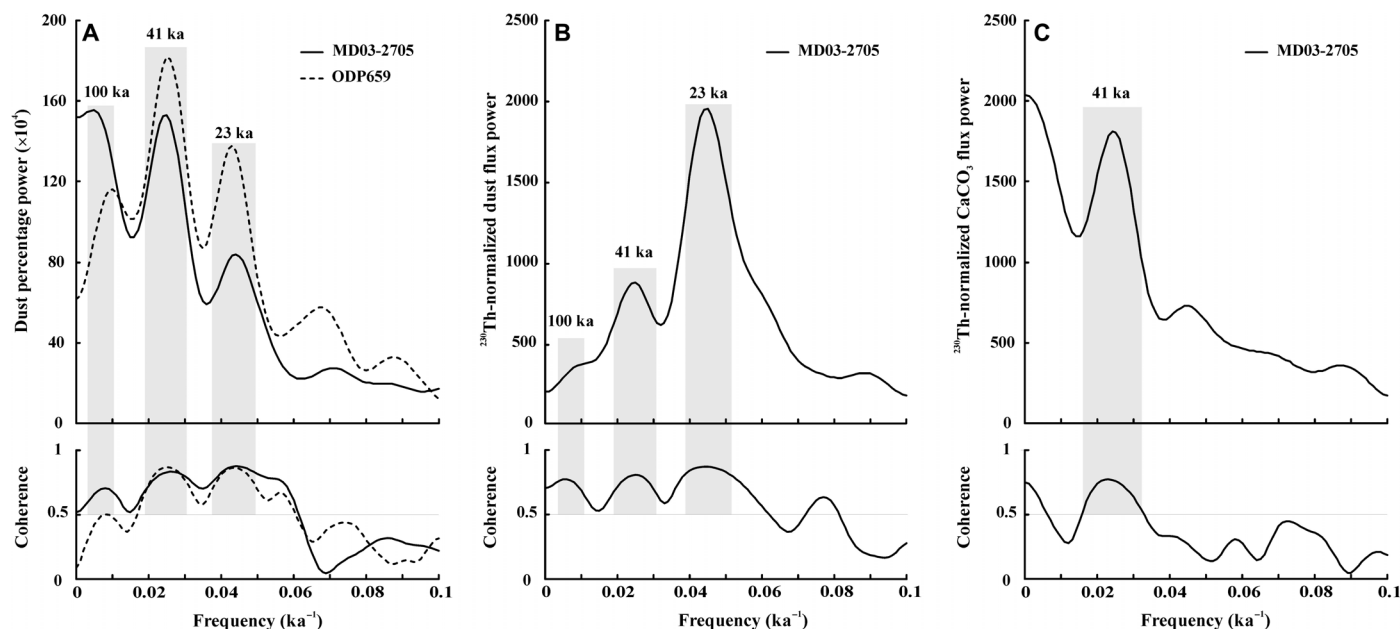 A
MD03-2705
ODP659
100 ka
41 ka
23 ka
Dust percentage power (×10⁴)
200
160
120
80
40
0
Coherence
1
0.5
0
0 0.02 0.04 0.06 0.08 0.1
Frequency (ka⁻¹)
B
MD03-2705
100 ka
41 ka
23 ka
²³⁰Th-normalized dust flux power
2500
2000
1500
1000
500
0
Coherence
1
0.5
0
0 0.02 0.04 0.06 0.08 0.1
Frequency (ka⁻¹)
C
MD03-2705
41 ka
²³⁰Th-normalized CaCO₃ flux power
2500
2000
1500
1000
500
0
Coherence
1
0.5
0
0 0.02 0.04 0.06 0.08 0.1
Frequency (ka⁻¹)